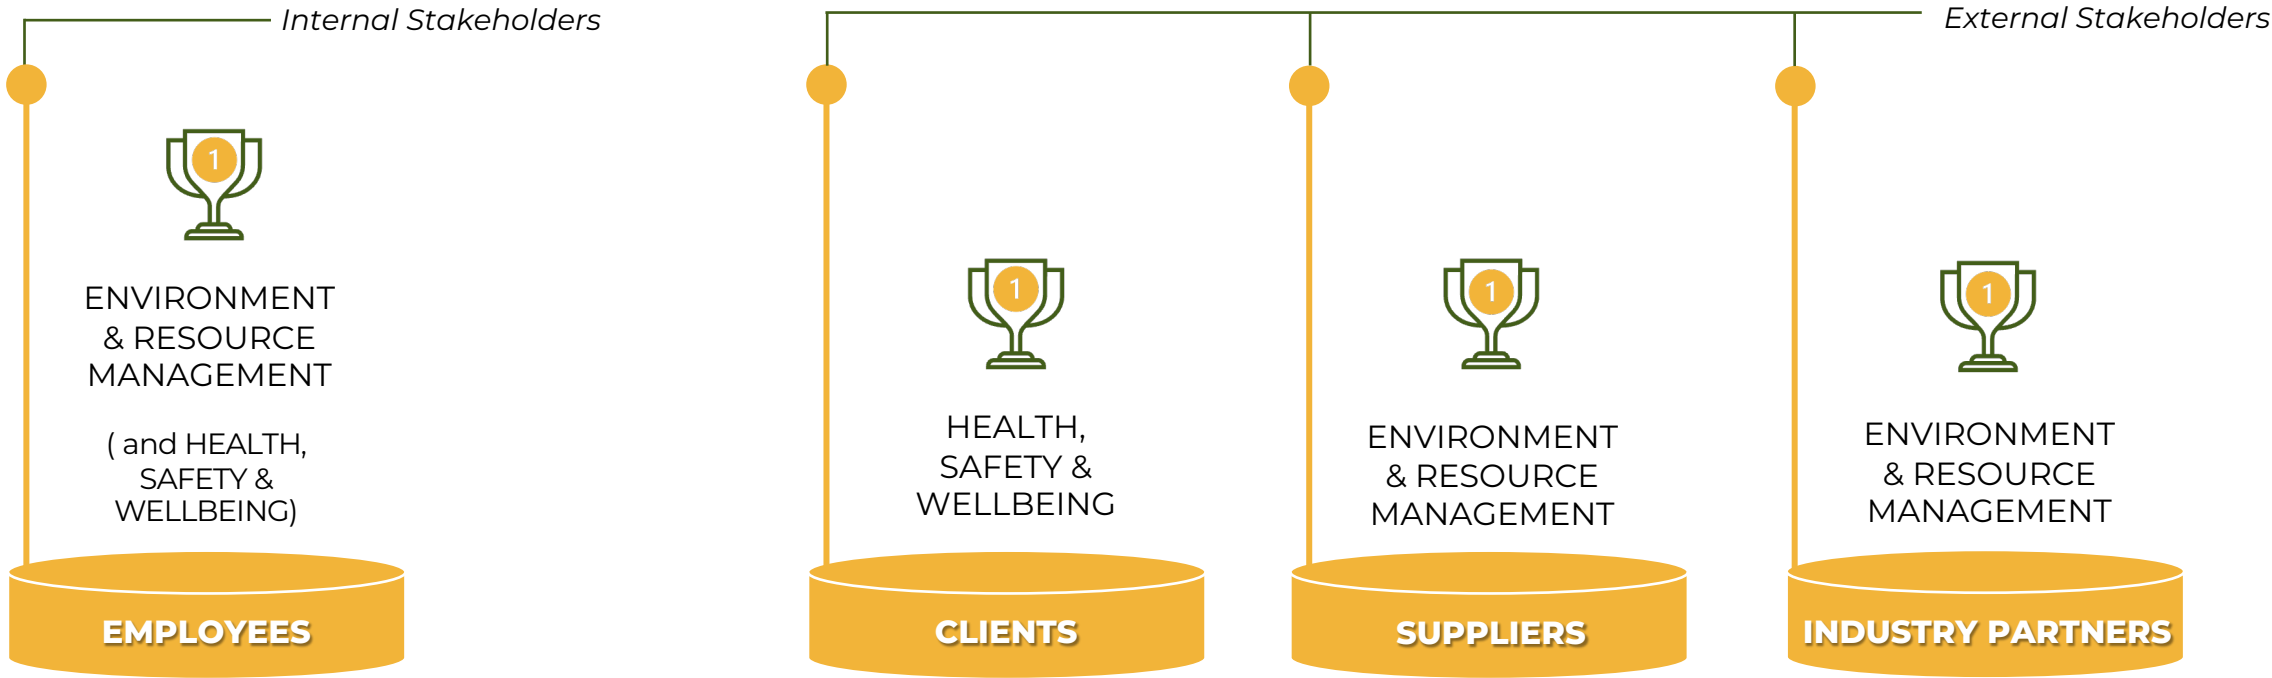 Internal Stakeholders
External Stakeholders
1
ENVIRONMENT
& RESOURCE
MANAGEMENT
( and HEALTH,
SAFETY &
WELLBEING)
EMPLOYEES
1
HEALTH,
SAFETY &
WELLBEING
CLIENTS
1
ENVIRONMENT
& RESOURCE
MANAGEMENT
SUPPLIERS
1
ENVIRONMENT
& RESOURCE
MANAGEMENT
INDUSTRY PARTNERS